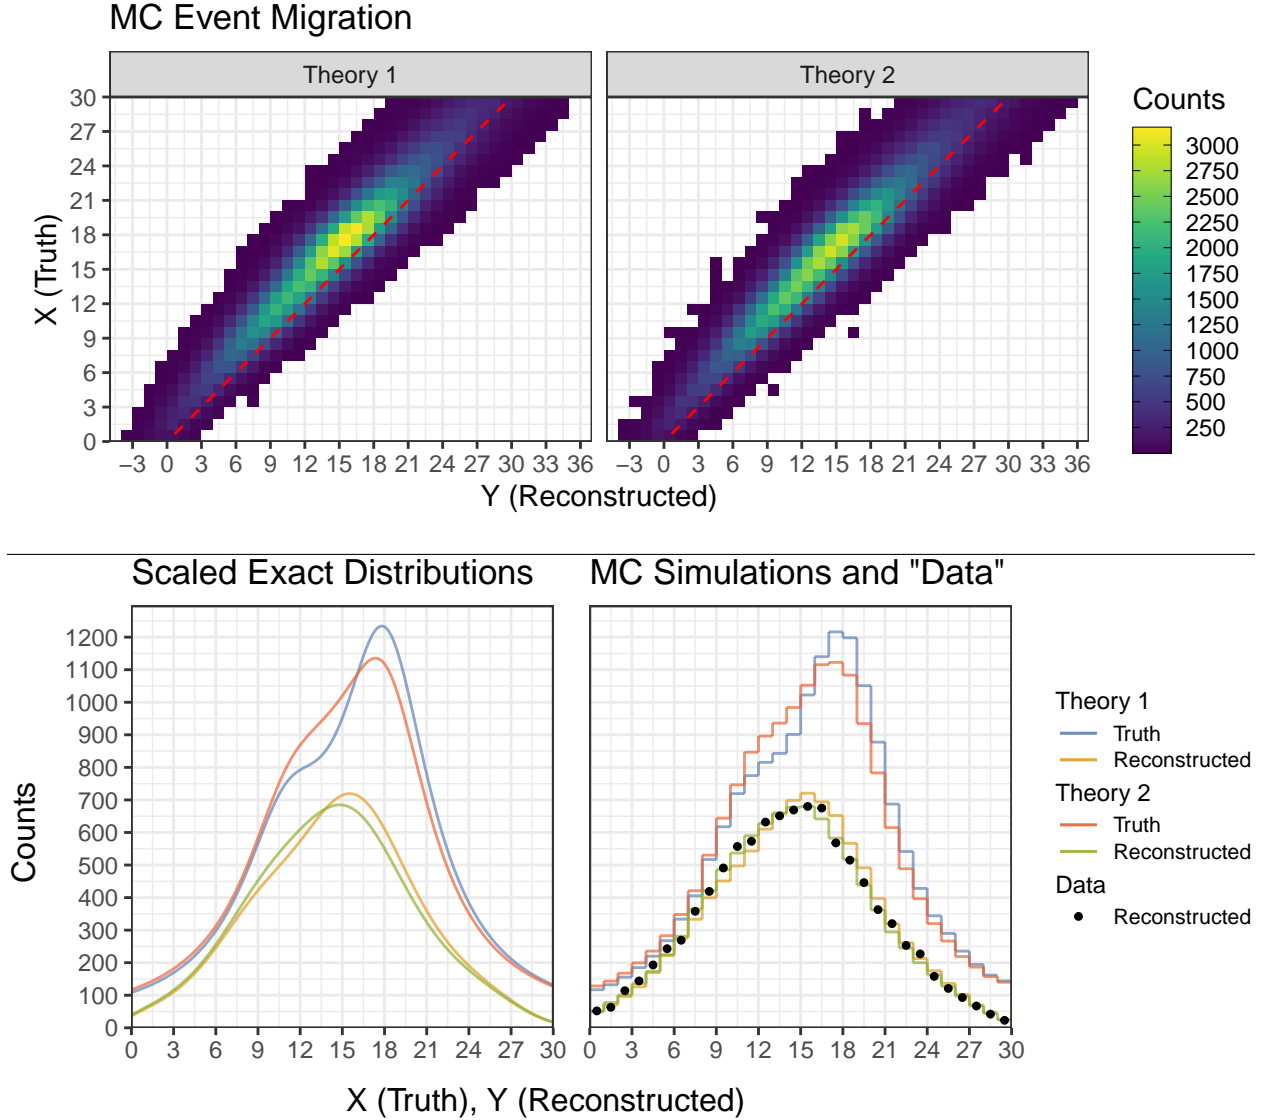 MC Event Migration
Theory 1
Theory 2
30
27
24
21
18
15
12
9
6
3
0
X (Truth)
−3 0 3 6 9 12 15 18 21 24 27 30 33 36
−3 0 3 6 9 12 15 18 21 24 27 30 33 36
Y (Reconstructed)
Counts
3000
2750
2500
2250
2000
1750
1500
1250
1000
750
500
250
Scaled Exact Distributions
MC Simulations and "Data"
1200
1100
1000
900
800
700
600
500
400
300
200
100
0
Counts
0 3 6 9 12 15 18 21 24 27 30
0 3 6 9 12 15 18 21 24 27 30
X (Truth), Y (Reconstructed)
Theory 1
Truth
Reconstructed
Theory 2
Truth
Reconstructed
Data
Reconstructed